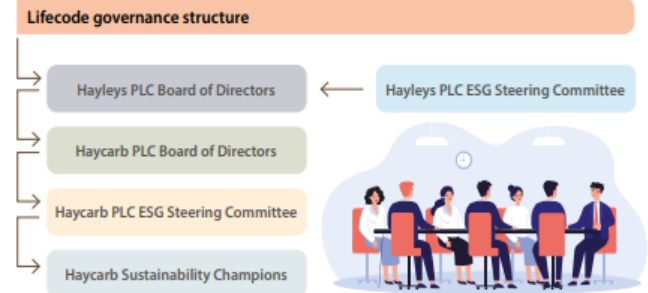 Lifecode governance structure
Hayleys PLC Board of Directors
Hayleys PLC ESG Steering Committee
Haycarb PLC Board of Directors
Haycarb PLC ESG Steering Committee
Haycarb Sustainability Champions